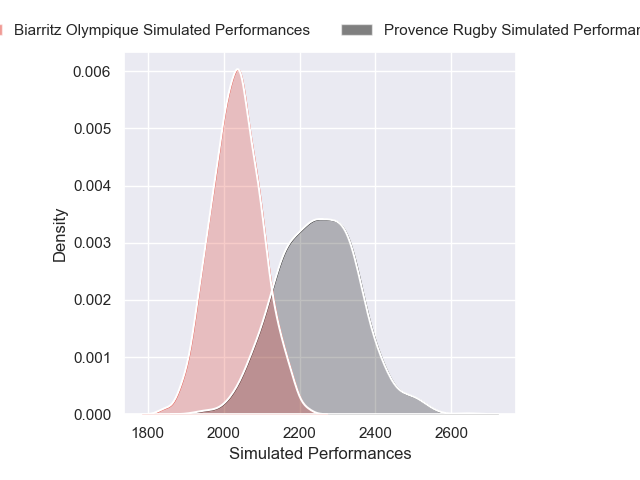 Biarritz Olympique Simulated Performances
Provence Rugby Simulated
0.006
0.005
0.004
0.003
0.002
0.001
0.000
Density
1800 2000 2200 2400 2600
Simulated Performances